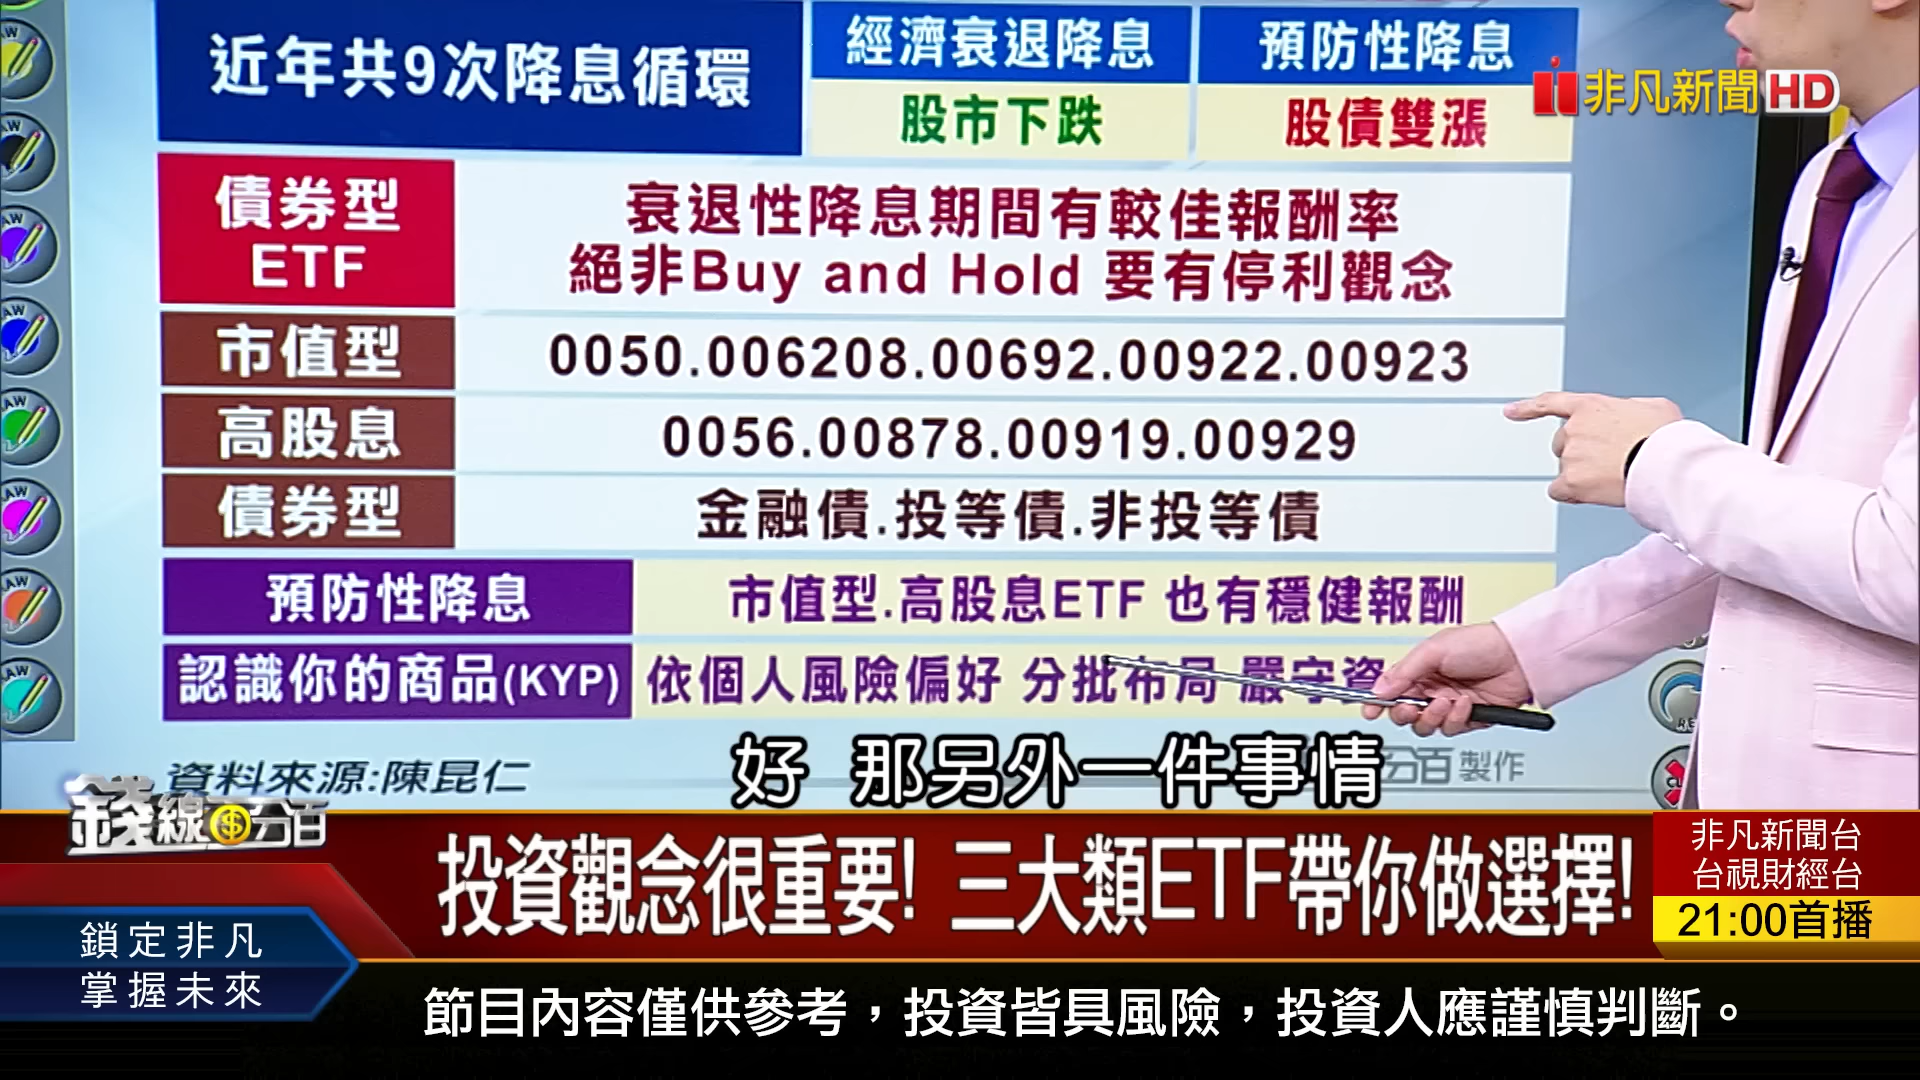 近年共9次降息循環
經濟衰退降息
預防性降息
股市下跌
股債雙漲
非凡新聞HD
債券型
ETF
衰退性降息期間有較佳報酬率
絕非Buy and Hold 要有停利觀念
市值型
0050.006208.00692.00922.00923
高股息
0056.00878.00919.00929
債券型
金融債.投等債.非投等債
預防性降息
市值型.高股息ETF 也有穩健報酬
認識你的商品(KYP)
依個人風險偏好 分批布局 嚴守資
資料來源:陳昆仁
分百製作
好 那另外一件事情
錢線百分百
投資觀念很重要! 三大類ETF帶你做選擇!
非凡新聞台
台視財經台
21:00首播
鎖定非凡
掌握未來
節目內容僅供參考，投資皆具風險，投資人應謹慎判斷。